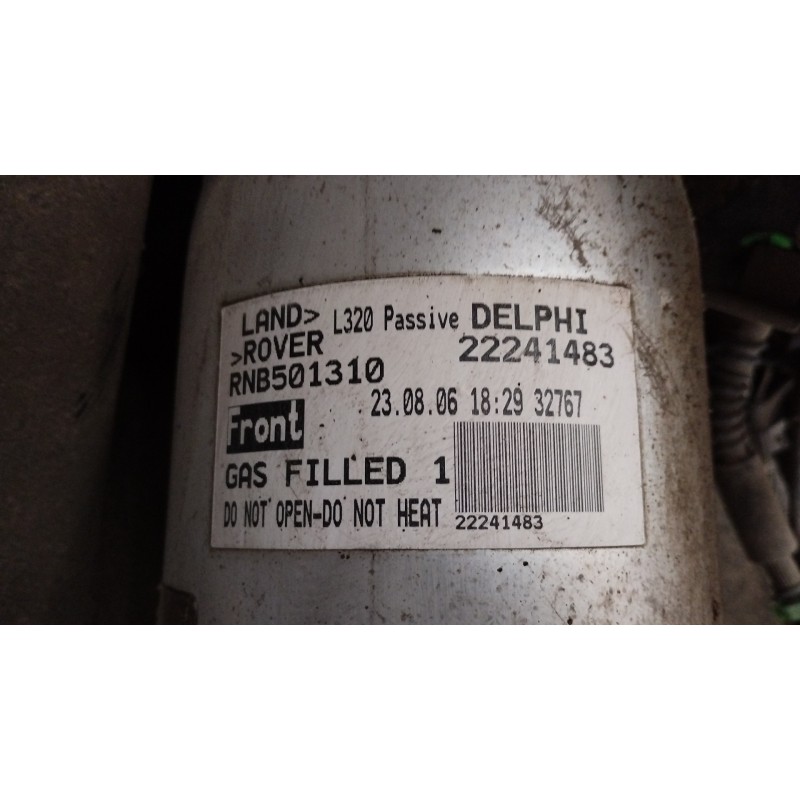 LAND> L320 Passive DELPHI
>ROVER 22241483
RNB501310
23.08.06 18:29 32767
Front
GAS FILLED 1
DO NOT OPEN-DO NOT HEAT
22241483